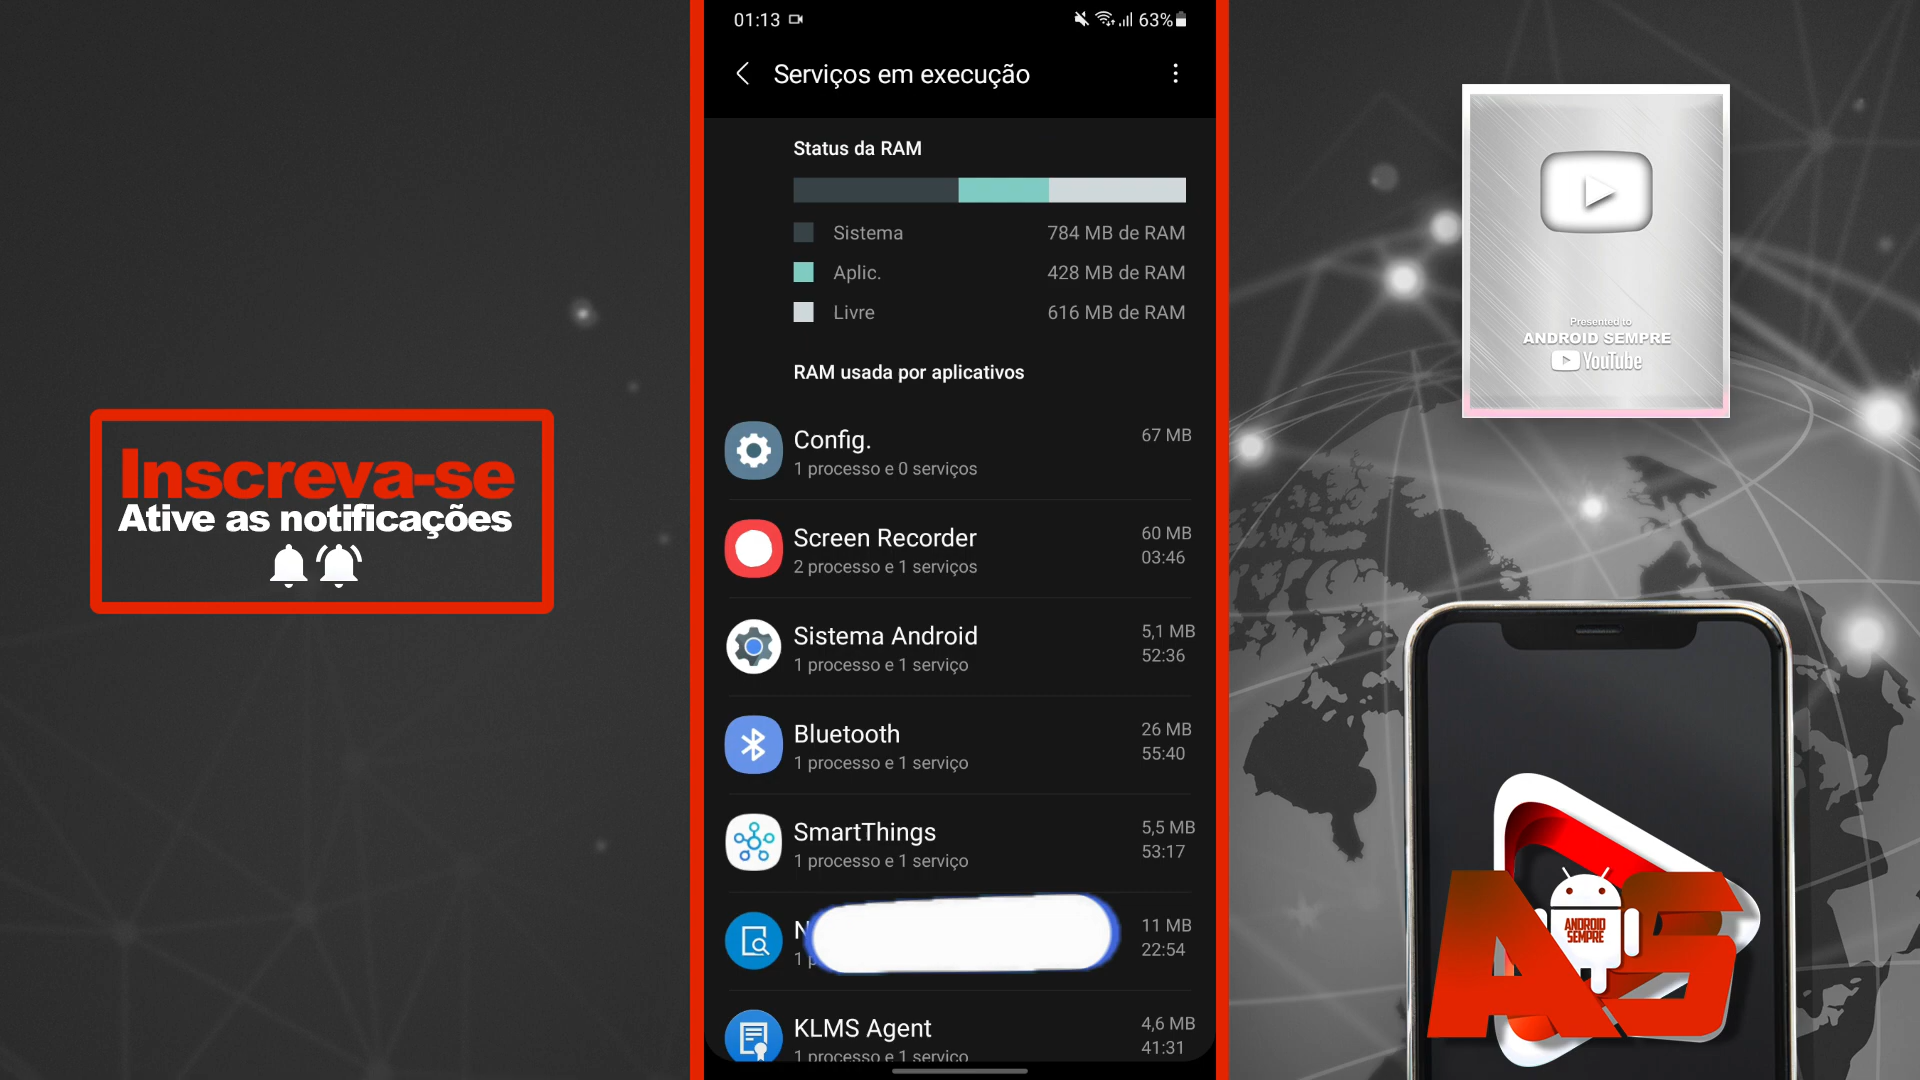 Inscreva-se
Ative as notificações
01:13
63%
Serviços em execução
Status da RAM
Sistema 784 MB de RAM
Aplic. 428 MB de RAM
Livre 616 MB de RAM
RAM usada por aplicativos
Config. 67 MB
1 processo e 0 serviços
Screen Recorder 60 MB
2 processo e 1 serviços 03:46
Sistema Android 5,1 MB
1 processo e 1 serviço 52:36
Bluetooth 26 MB
1 processo e 1 serviço 55:40
SmartThings 5,5 MB
1 processo e 1 serviço 53:17
11 MB
22:54
KLMS Agent 4,6 MB
1 processo e 1 serviço 41:31
Presented to
ANDROID SEMPRE
YouTube
AS
ANDROID
SEMPRE